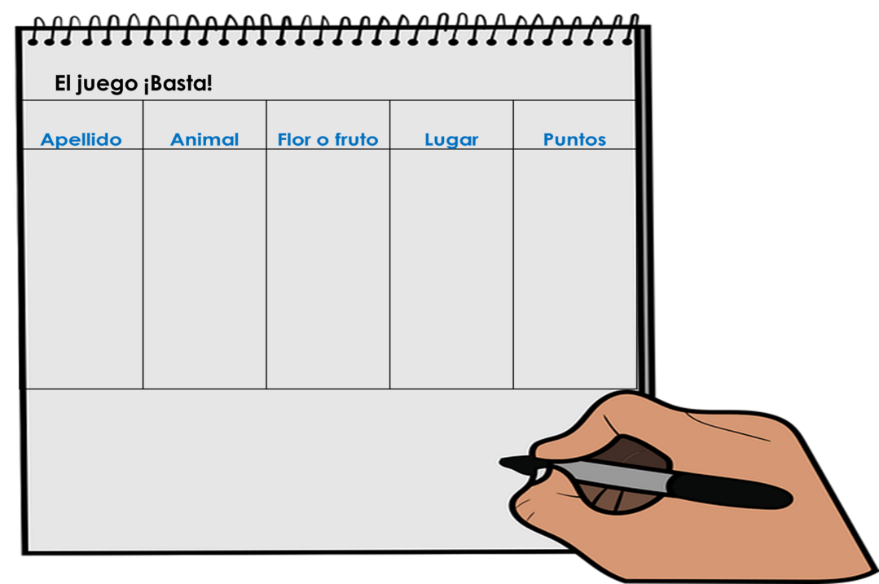 El juego ¡Basta!
Apellido Animal Flor o fruto Lugar Puntos